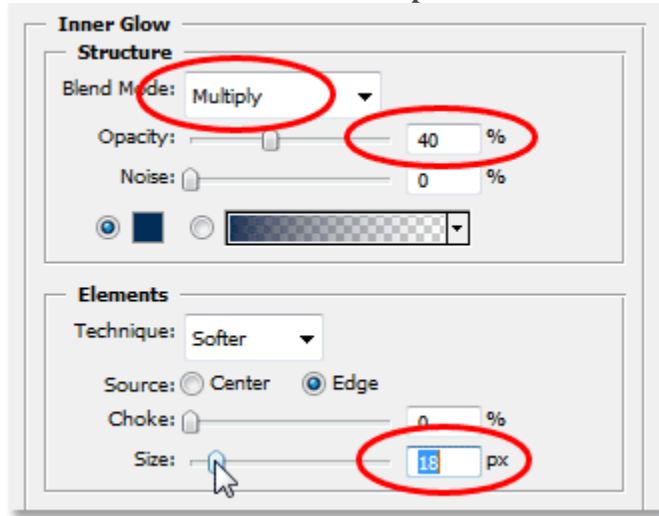 Inner Glow
Structure
Blend Mode: Multiply
Opacity: 40 %
Noise: 0 %
Elements
Technique: Softer
Source: Center Edge
Choke: 0 %
Size: 18 px